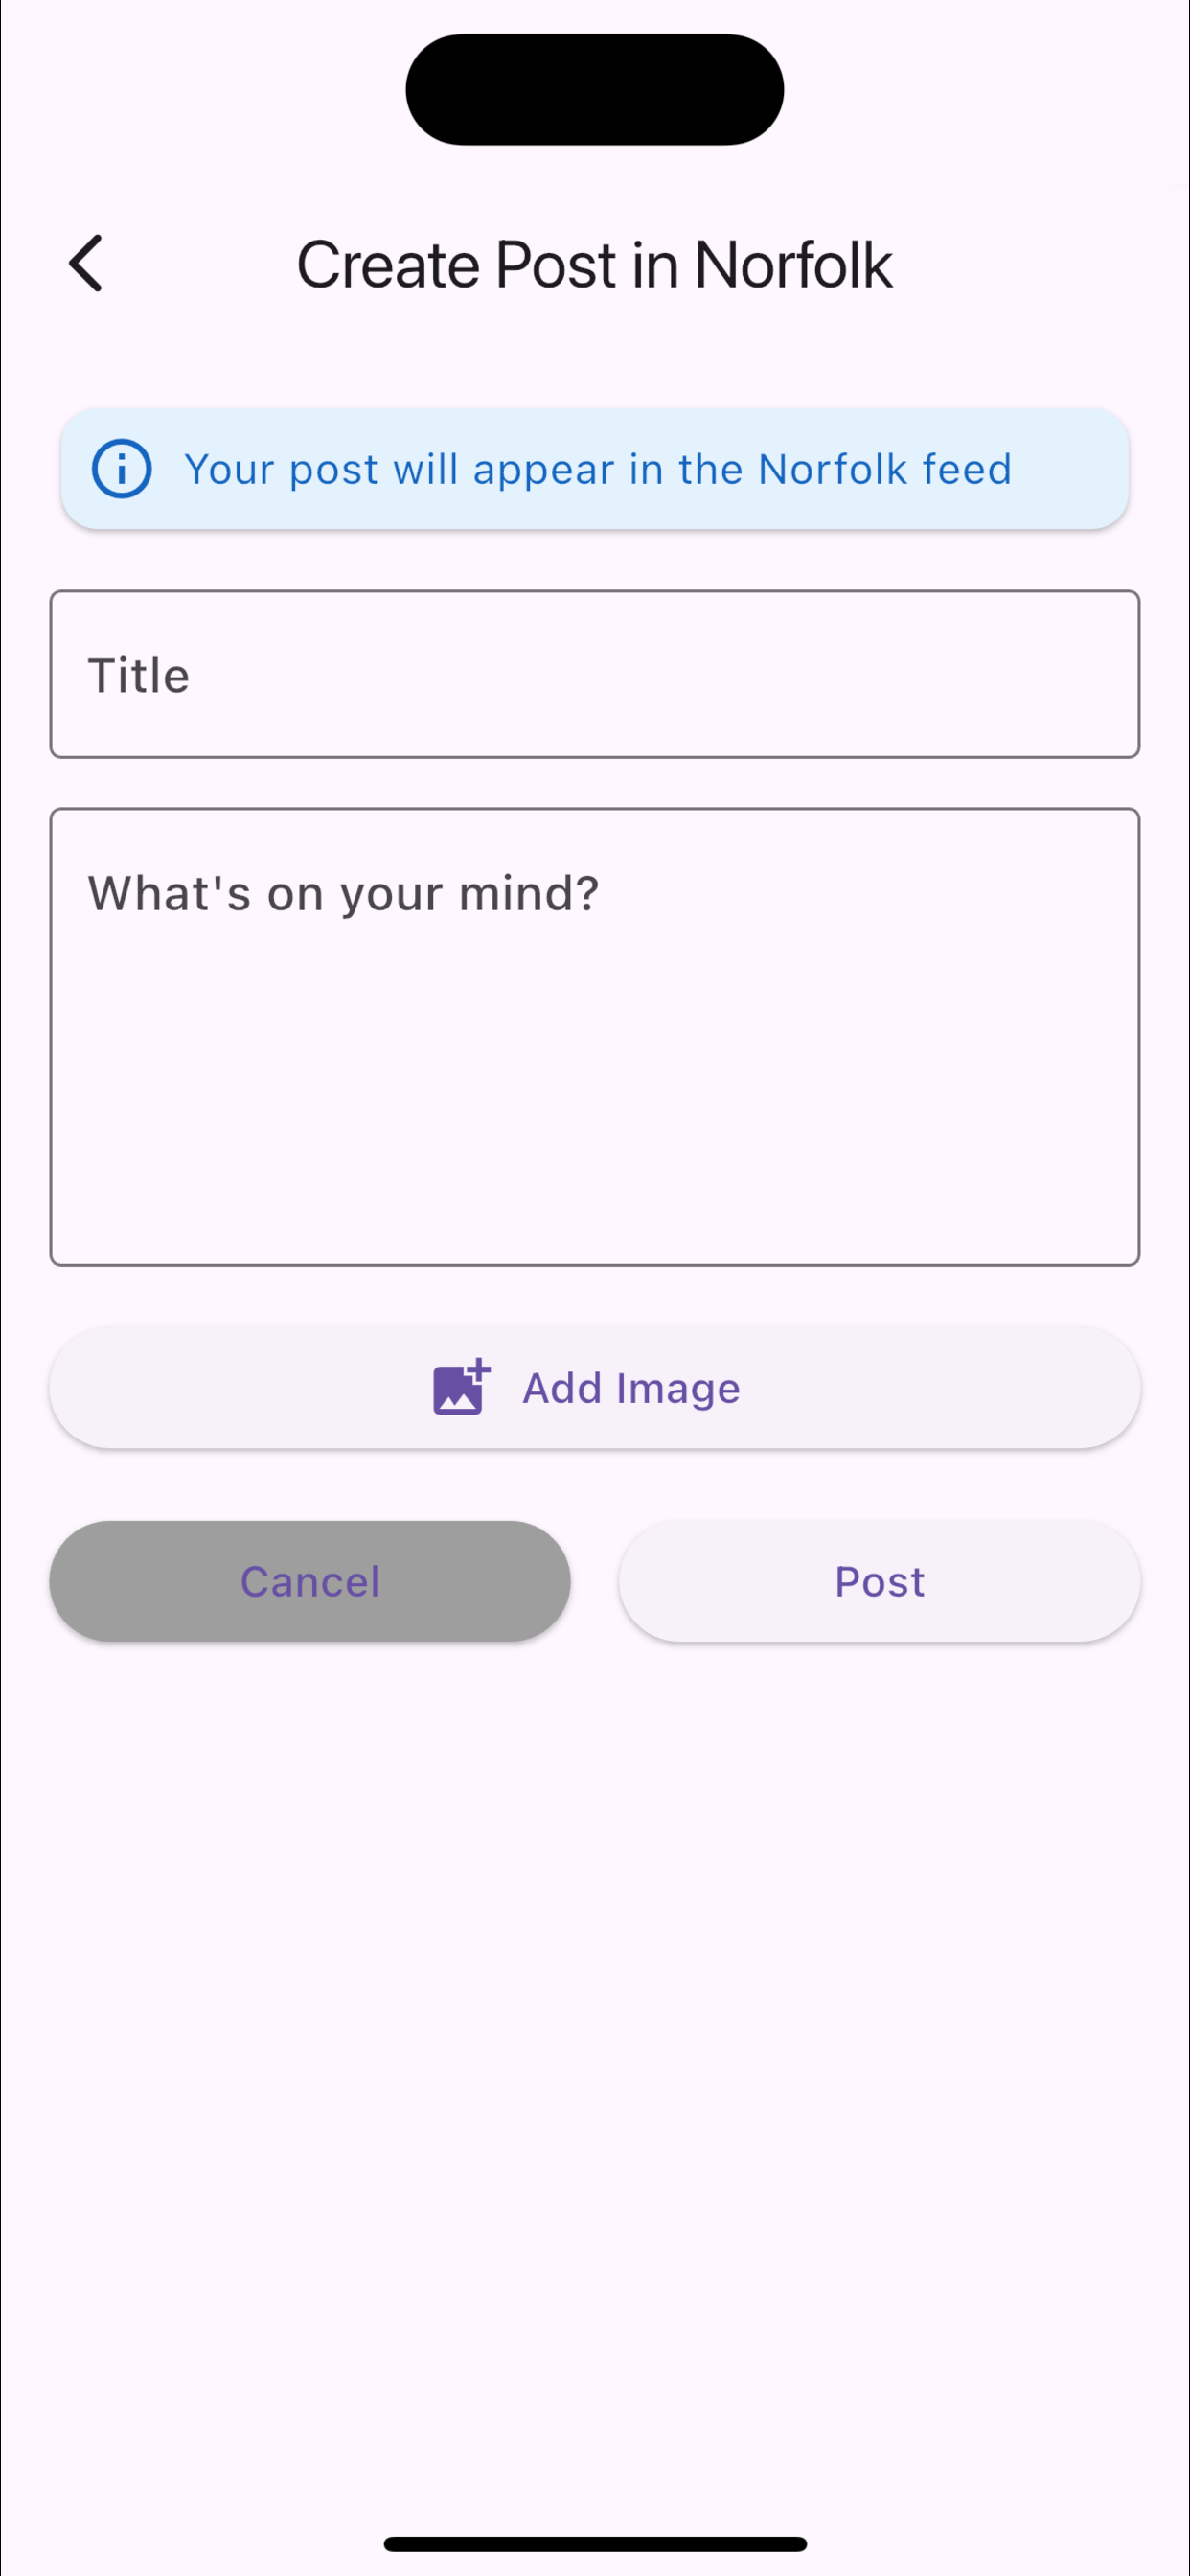 Create Post in Norfolk
Your post will appear in the Norfolk feed
Title
What's on your mind?
Add Image
Cancel
Post